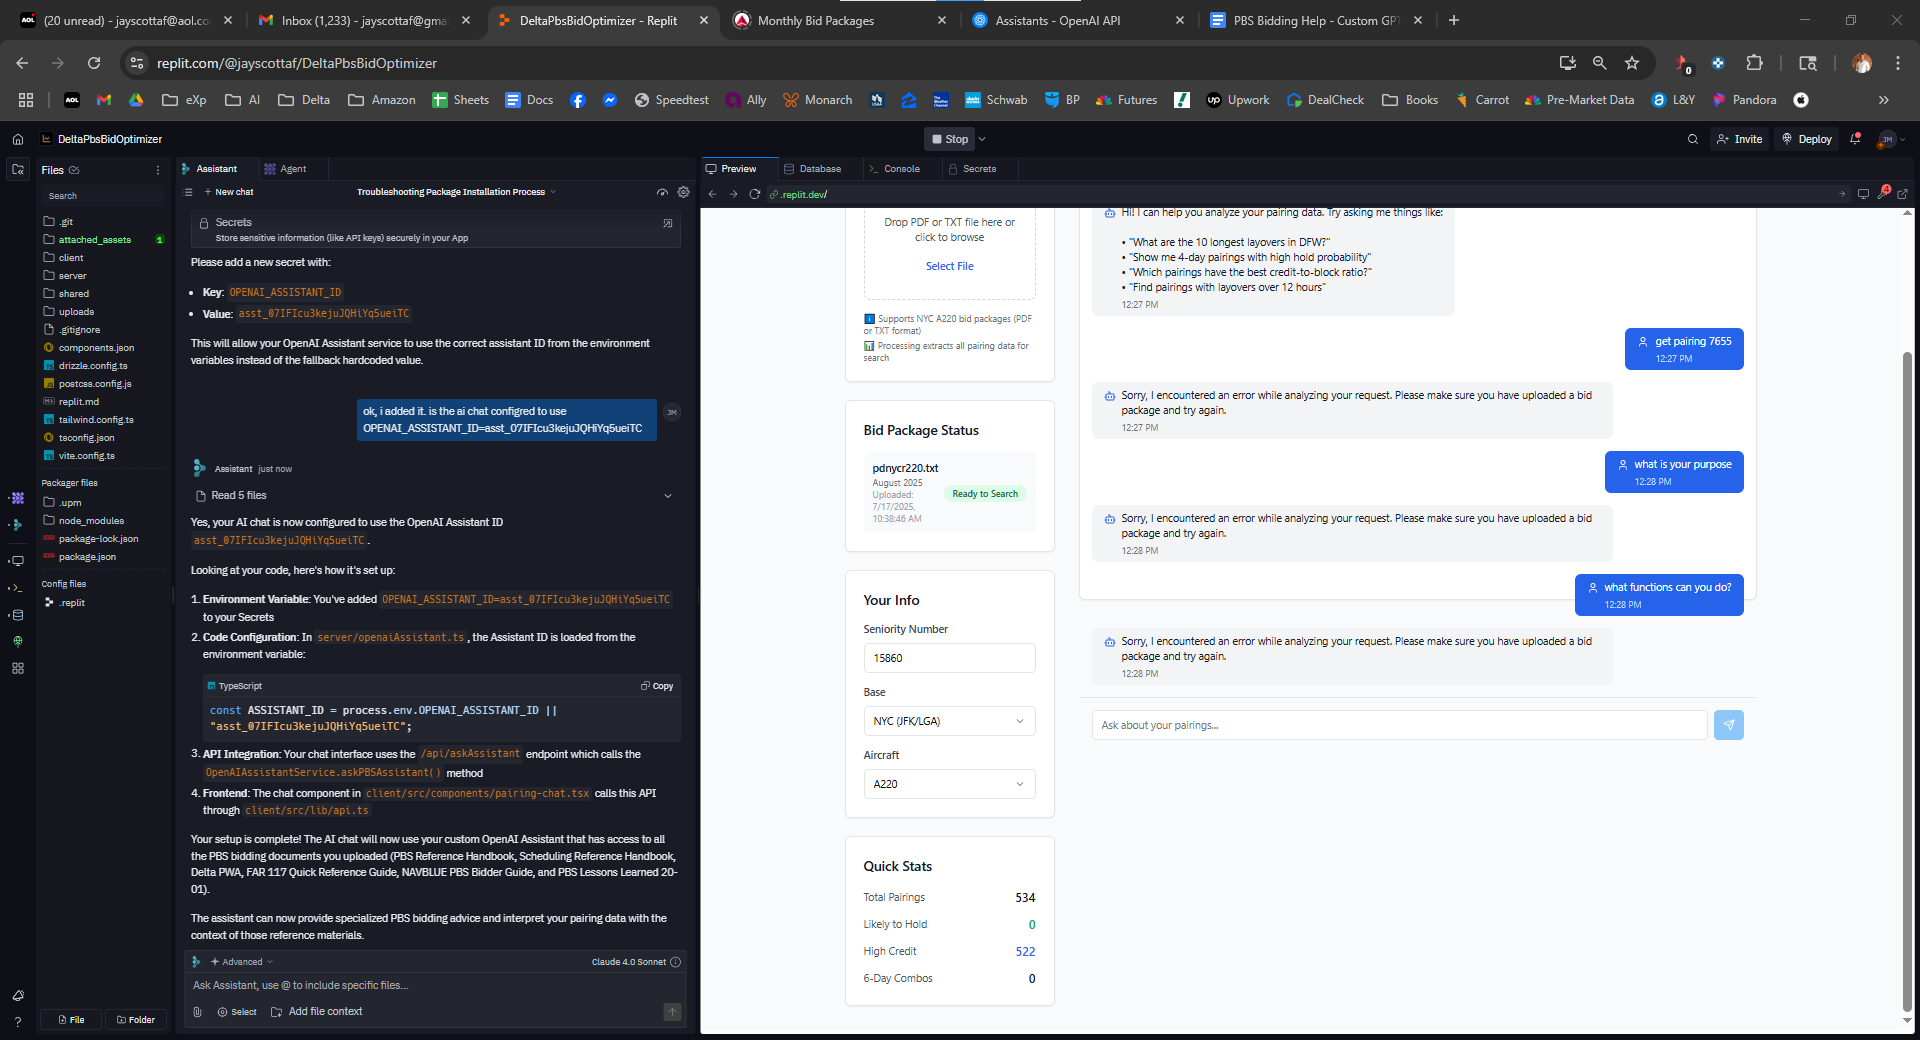 (20 unread) - jayscottaf@aol.co
Inbox (1,233) - jayscottaf@gma
DeltaPbsBidOptimizer - Replit
Monthly Bid Packages
Assistants - OpenAI API
PBS Bidding Help - Custom GP
replit.com/@jayscottaf/DeltaPbsBidOptimizer
0
eXp
AI
Delta
Amazon
Sheets
Docs
Speedtest
Ally
Monarch
Schwab
BP
Futures
Upwork
DealCheck
Books
Carrot
Pre-Market Data
L&Y
Pandora
DeltaPbsBidOptimizer
Stop
Invite
Deploy
JM
Files
Search
.git
attached_assets 1
client
server
shared
uploads
.gitignore
components.json
drizzle.config.ts
postcss.config.js
replit.md
tailwind.config.ts
tsconfig.json
vite.config.ts
Packager files
.upm
node_modules
package-lock.json
package.json
Config files
.replit
File
Folder
Assistant
Agent
New chat
Troubleshooting Package Installation Process
Secrets
Store sensitive information (like API keys) securely in your App
Please add a new secret with:
• Key: OPENAI_ASSISTANT_ID
• Value: asst_07IFIcu3kejuJQHiYq5ueiTC
This will allow your OpenAI Assistant service to use the correct assistant ID from the environment
variables instead of the fallback hardcoded value.
ok, i added it. is the ai chat configred to use
OPENAI_ASSISTANT_ID=asst_07IFIcu3kejuJQHiYq5ueiTC
JM
Assistant just now
Read 5 files
Yes, your AI chat is now configured to use the OpenAI Assistant ID
asst_07IFIcu3kejuJQHiYq5ueiTC.
Looking at your code, here's how it's set up:
1. Environment Variable: You've added OPENAI_ASSISTANT_ID=asst_07IFIcu3kejuJQHiYq5ueiTC
to your Secrets
2. Code Configuration: In server/openaiAssistant.ts, the Assistant ID is loaded from the
environment variable:
TypeScript
Copy
const ASSISTANT_ID = process.env.OPENAI_ASSISTANT_ID ||
"asst_07IFIcu3kejuJQHiYq5ueiTC";
3. API Integration: Your chat interface uses the /api/askAssistant endpoint which calls the
OpenAIAssistantService.askPBSAssistant() method
4. Frontend: The chat component in client/src/components/pairing-chat.tsx calls this API
through client/src/lib/api.ts
Your setup is complete! The AI chat will now use your custom OpenAI Assistant that has access to all
the PBS bidding documents you uploaded (PBS Reference Handbook, Scheduling Reference Handbook,
Delta PWA, FAR 117 Quick Reference Guide, NAVBLUE PBS Bidder Guide, and PBS Lessons Learned 20-
01).
The assistant can now provide specialized PBS bidding advice and interpret your pairing data with the
context of those reference materials.
Advanced
Claude 4.0 Sonnet
Ask Assistant, use @ to include specific files...
Select
Add file context
Preview
Database
Console
Secrets
.replit.dev/
4
Drop PDF or TXT file here or
click to browse
Select File
Supports NYC A220 bid packages (PDF
or TXT format)
Processing extracts all pairing data for
search
Bid Package Status
pdnycr220.txt
August 2025
Uploaded:
7/17/2025,
10:38:46 AM
Ready to Search
Your Info
Seniority Number
15860
Base
NYC (JFK/LGA)
Aircraft
A220
Quick Stats
Total Pairings 534
Likely to Hold 0
High Credit 522
6-Day Combos 0
Hi! I can help you analyze your pairing data. Try asking me things like:
• "What are the 10 longest layovers in DFW?"
• "Show me 4-day pairings with high hold probability"
• "Which pairings have the best credit-to-block ratio?"
• "Find pairings with layovers over 12 hours"
12:27 PM
get pairing 7655
12:27 PM
Sorry, I encountered an error while analyzing your request. Please make sure you have uploaded a bid
package and try again.
12:27 PM
what is your purpose
12:28 PM
Sorry, I encountered an error while analyzing your request. Please make sure you have uploaded a bid
package and try again.
12:28 PM
what functions can you do?
12:28 PM
Sorry, I encountered an error while analyzing your request. Please make sure you have uploaded a bid
package and try again.
12:28 PM
Ask about your pairings...